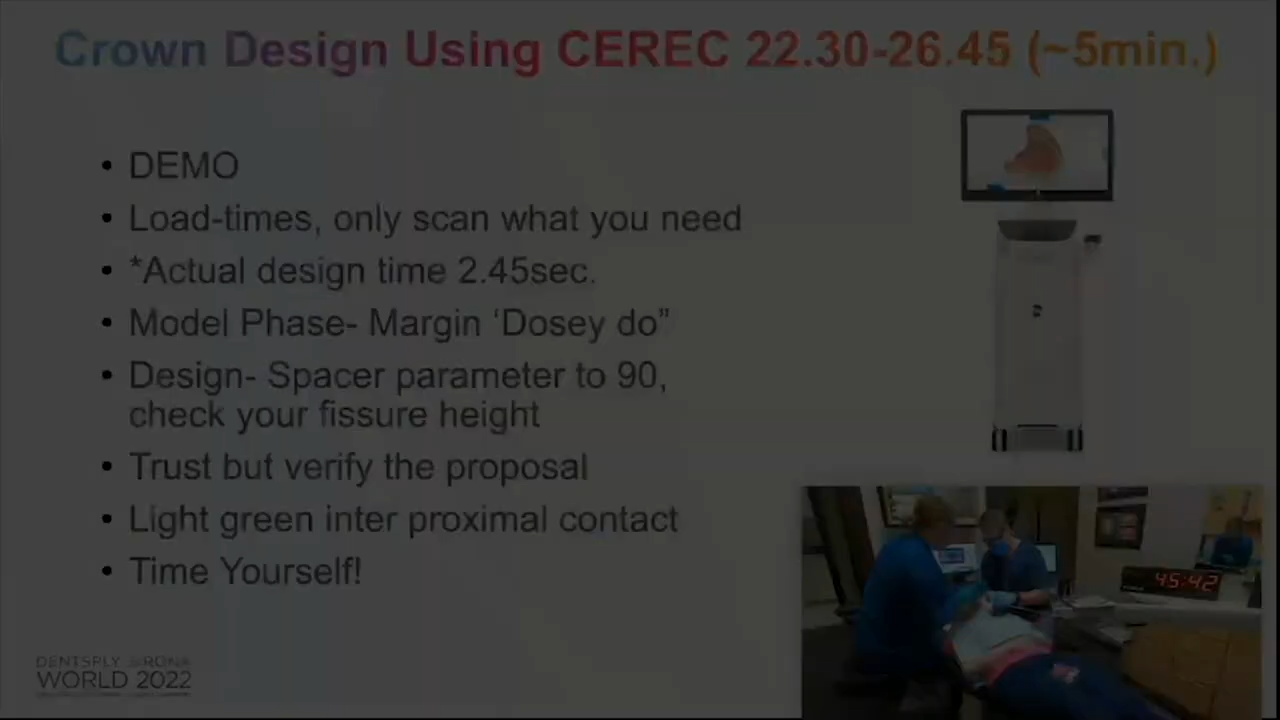 Crown Design Using CEREC 22.30-26.45 (~5min.)
• DEMO
• Load-times, only scan what you need
• *Actual design time 2.45sec.
• Model Phase- Margin ‘Dosey do”
• Design- Spacer parameter to 90,
check your fissure height
• Trust but verify the proposal
• Light green inter proximal contact
• Time Yourself!
45:42
DENTSPLY SIRONA
WORLD 2022